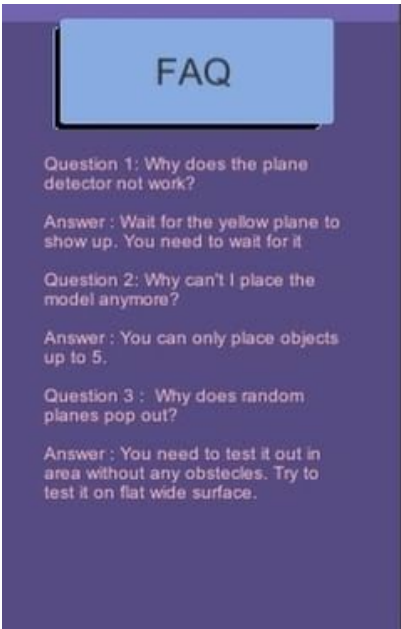 FAQ
Question 1: Why does the plane
detector not work?
Answer : Wait for the yellow plane to
show up. You need to wait for it
Question 2: Why can't I place the
model anymore?
Answer : You can only place objects
up to 5.
Question 3 :  Why does random
planes pop out?
Answer : You need to test it out in
area without any obstecles. Try to
test it on flat wide surface.